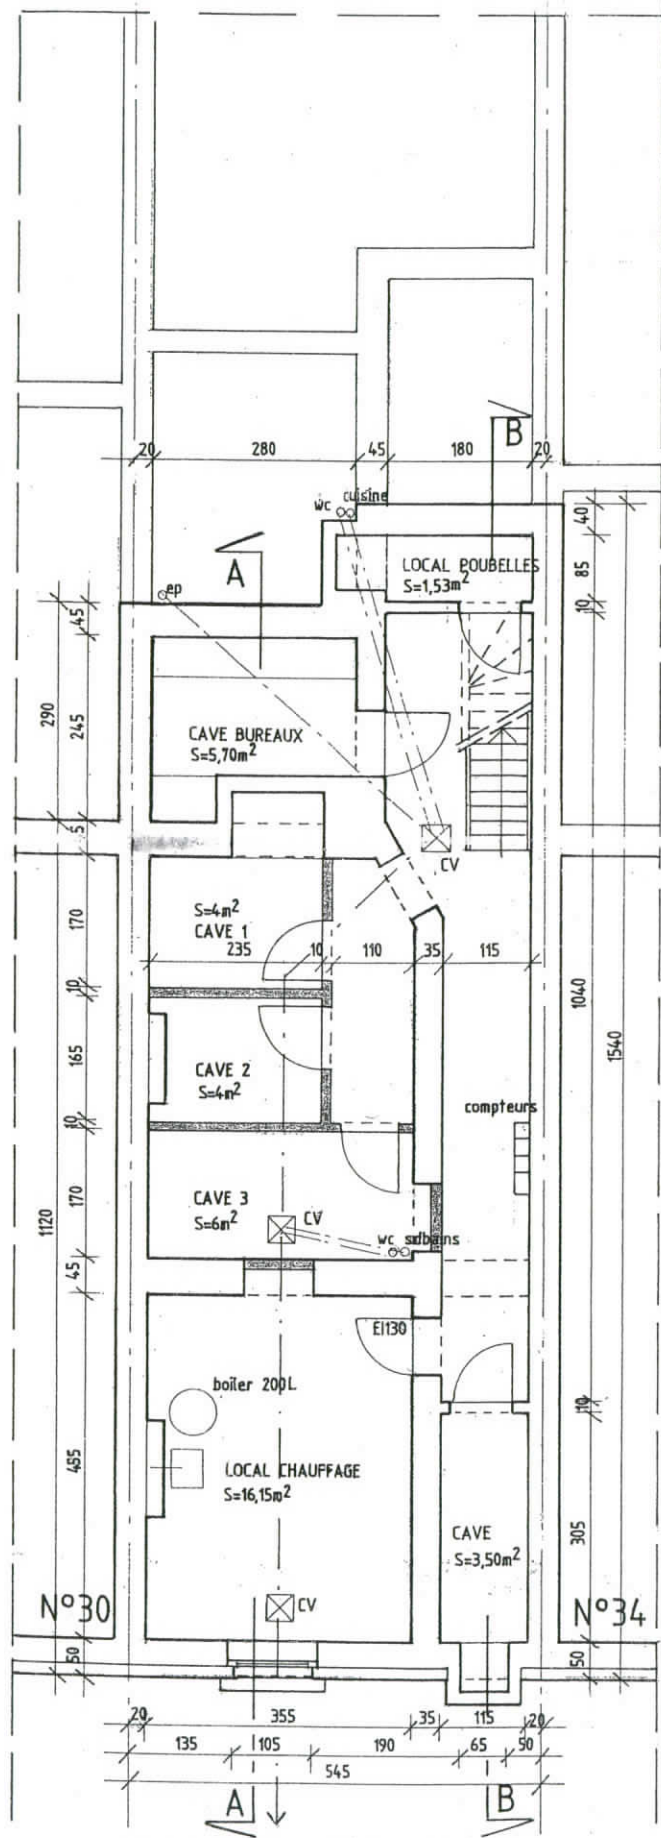 B
20
280
45
180
20
wc cuisine
40
A
LOCAL POUBELLES
S=1,53m²
85
ep
10
45
290
245
CAVE BUREAUX
S=5,70m²
CV
S=4m²
CAVE 1
170
235
10
110
35
115
10
1040
1540
165
CAVE 2
S=4m²
compteurs
10
CAVE 3
S=6m²
170
1120
CV
wc sdbains
45
EI130
boiler 200L
10
LOCAL CHAUFFAGE
S=16,15m²
485
CAVE
S=3,50m²
305
CV
N°30
N°34
50
50
20
355
35
115
20
135
105
190
65
50
545
A
B